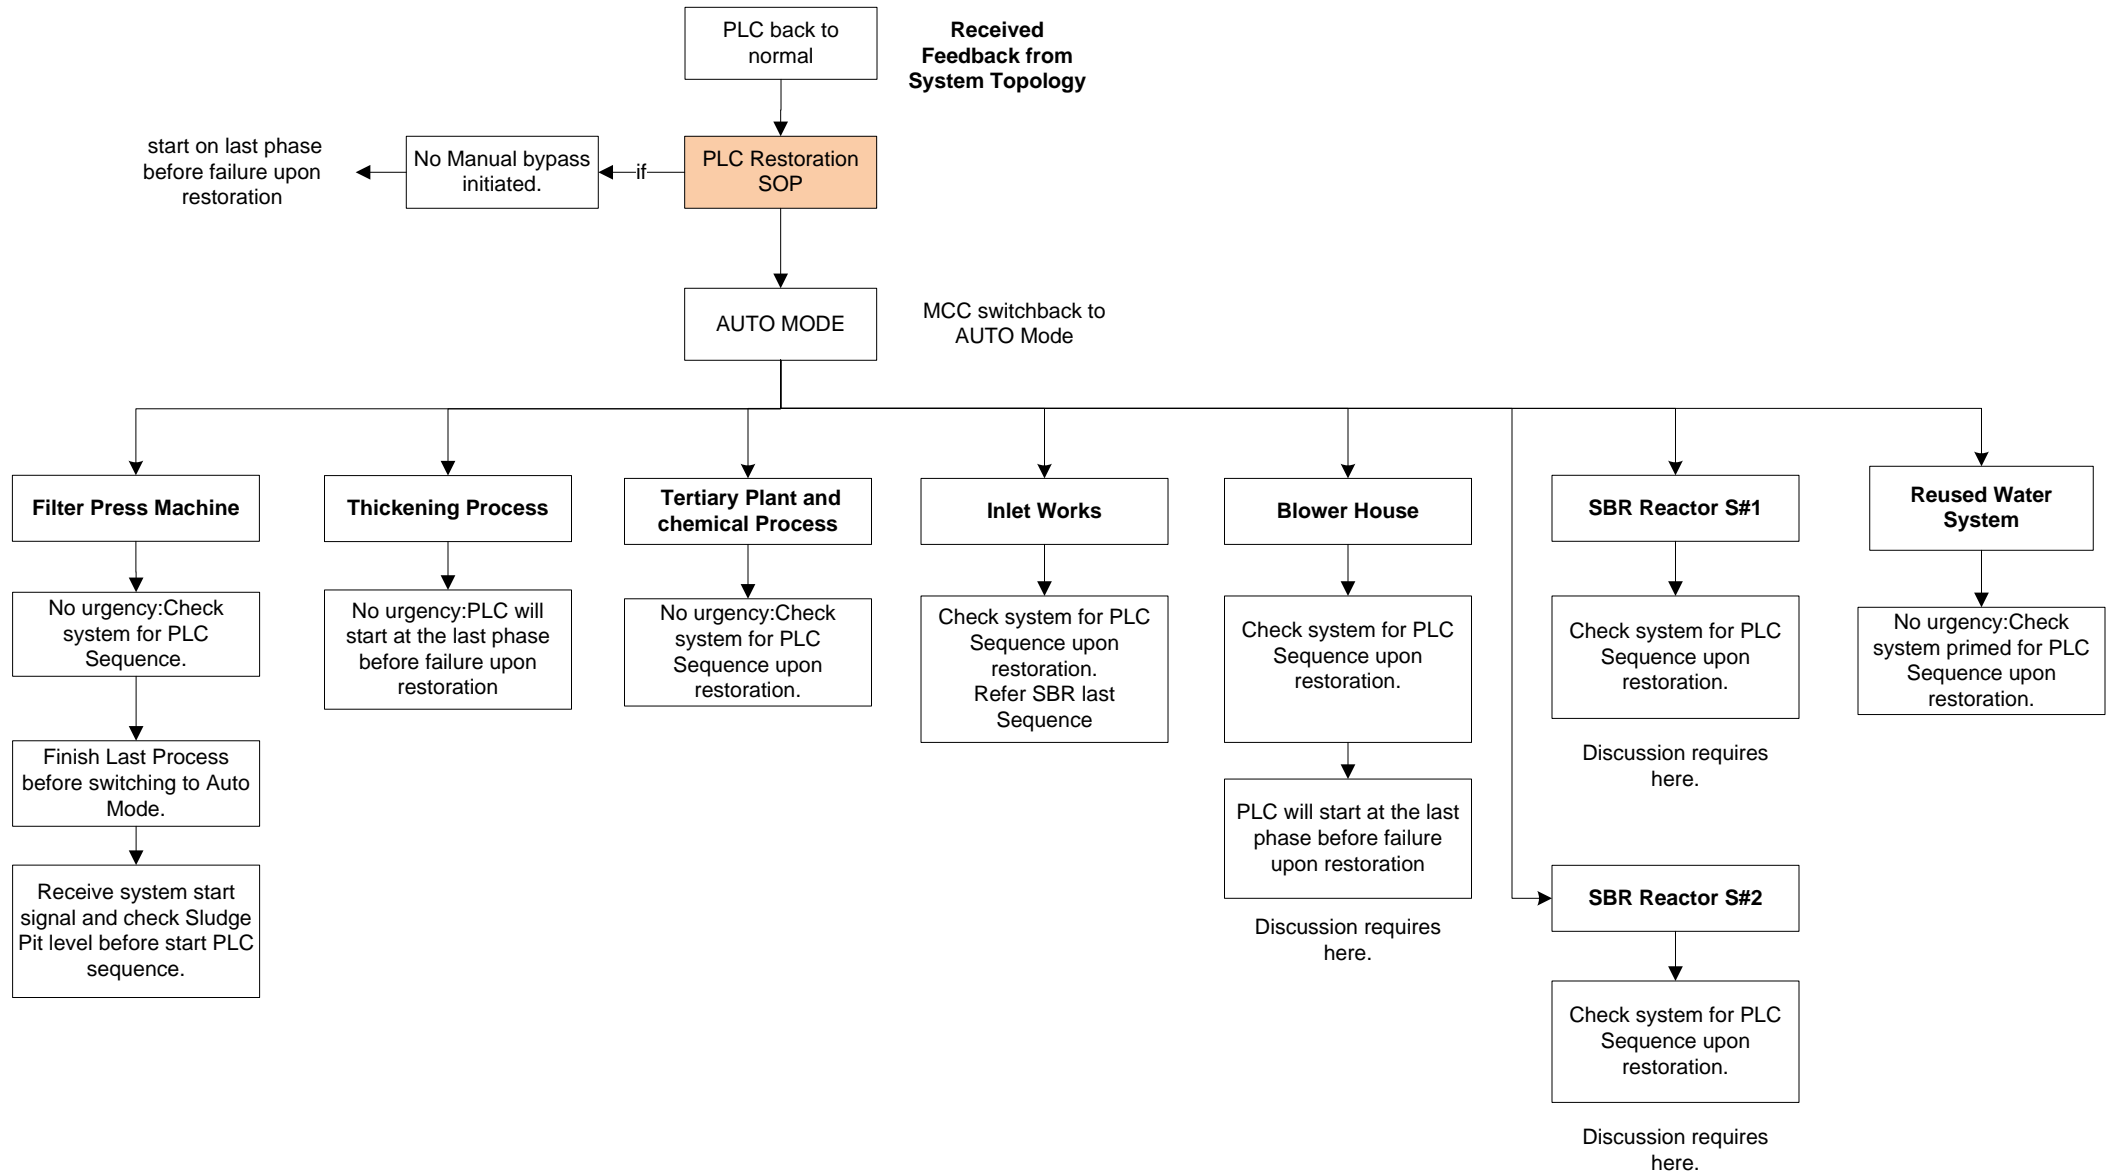 PLC back to
normal
Received
Feedback from
System Topology
start on last phase
before failure upon
restoration
No Manual bypass
initiated.
if
PLC Restoration
SOP
AUTO MODE
MCC switchback to
AUTO Mode
Filter Press Machine
No urgency:Check
system for PLC
Sequence.
Finish Last Process
before switching to Auto
Mode.
Receive system start
signal and check Sludge
Pit level before start PLC
sequence.
Thickening Process
No urgency:PLC will
start at the last phase
before failure upon
restoration
Tertiary Plant and
chemical Process
No urgency:Check
system for PLC
Sequence upon
restoration.
Inlet Works
Check system for PLC
Sequence upon
restoration.
Refer SBR last
Sequence
Blower House
Check system for PLC
Sequence upon
restoration.
PLC will start at the last
phase before failure
upon restoration
Discussion requires
here.
SBR Reactor S#1
Check system for PLC
Sequence upon
restoration.
Discussion requires
here.
SBR Reactor S#2
Check system for PLC
Sequence upon
restoration.
Discussion requires
here.
Reused Water
System
No urgency:Check
system primed for PLC
Sequence upon
restoration.